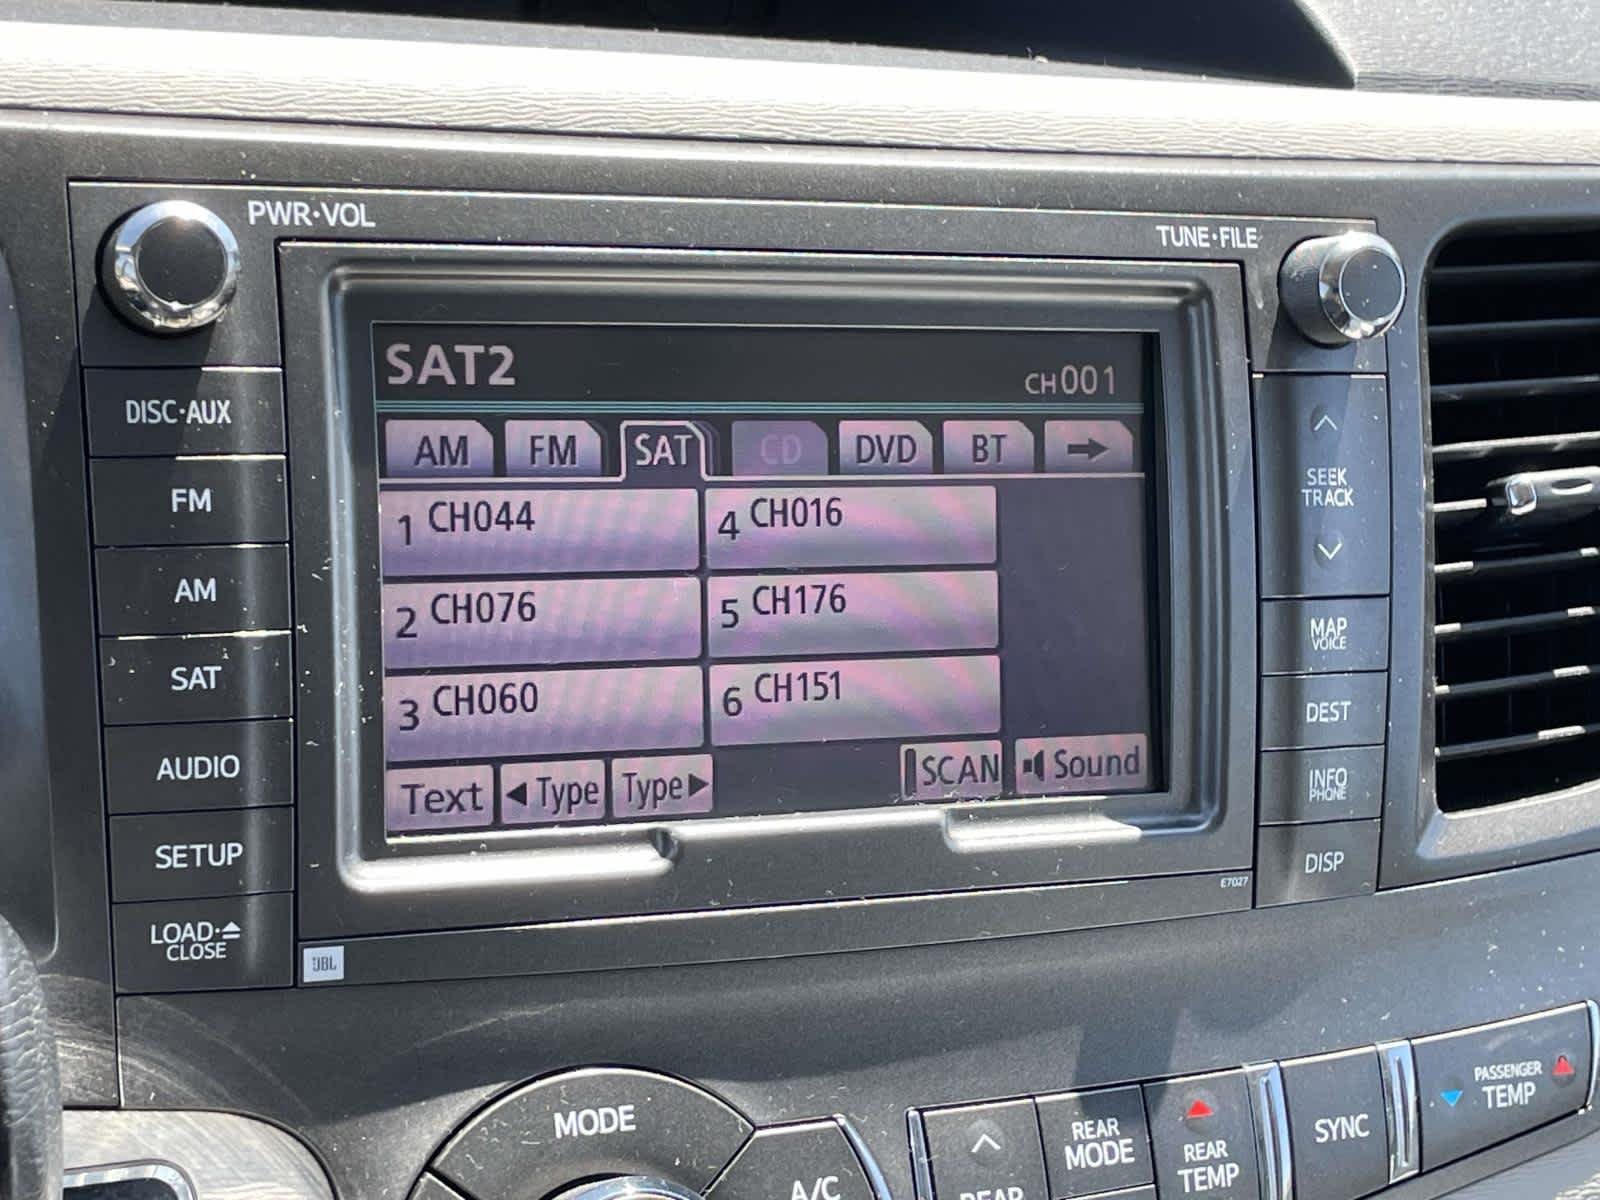 PWR•VOL
TUNE•FILE
SAT2
CH001
AM FM SAT CD DVD BT
1 CH044
4 CH016
2 CH076
5 CH176
3 CH060
6 CH151
Text ◀Type Type▶ SCAN Sound
DISC•AUX
FM
AM
SAT
AUDIO
SETUP
LOAD•⏏
CLOSE
SEEK
TRACK
MAP
VOICE
DEST
INFO
PHONE
DISP
E7027
JBL
MODE
A/C
REAR
REAR
MODE
REAR
TEMP
SYNC
PASSENGER
TEMP